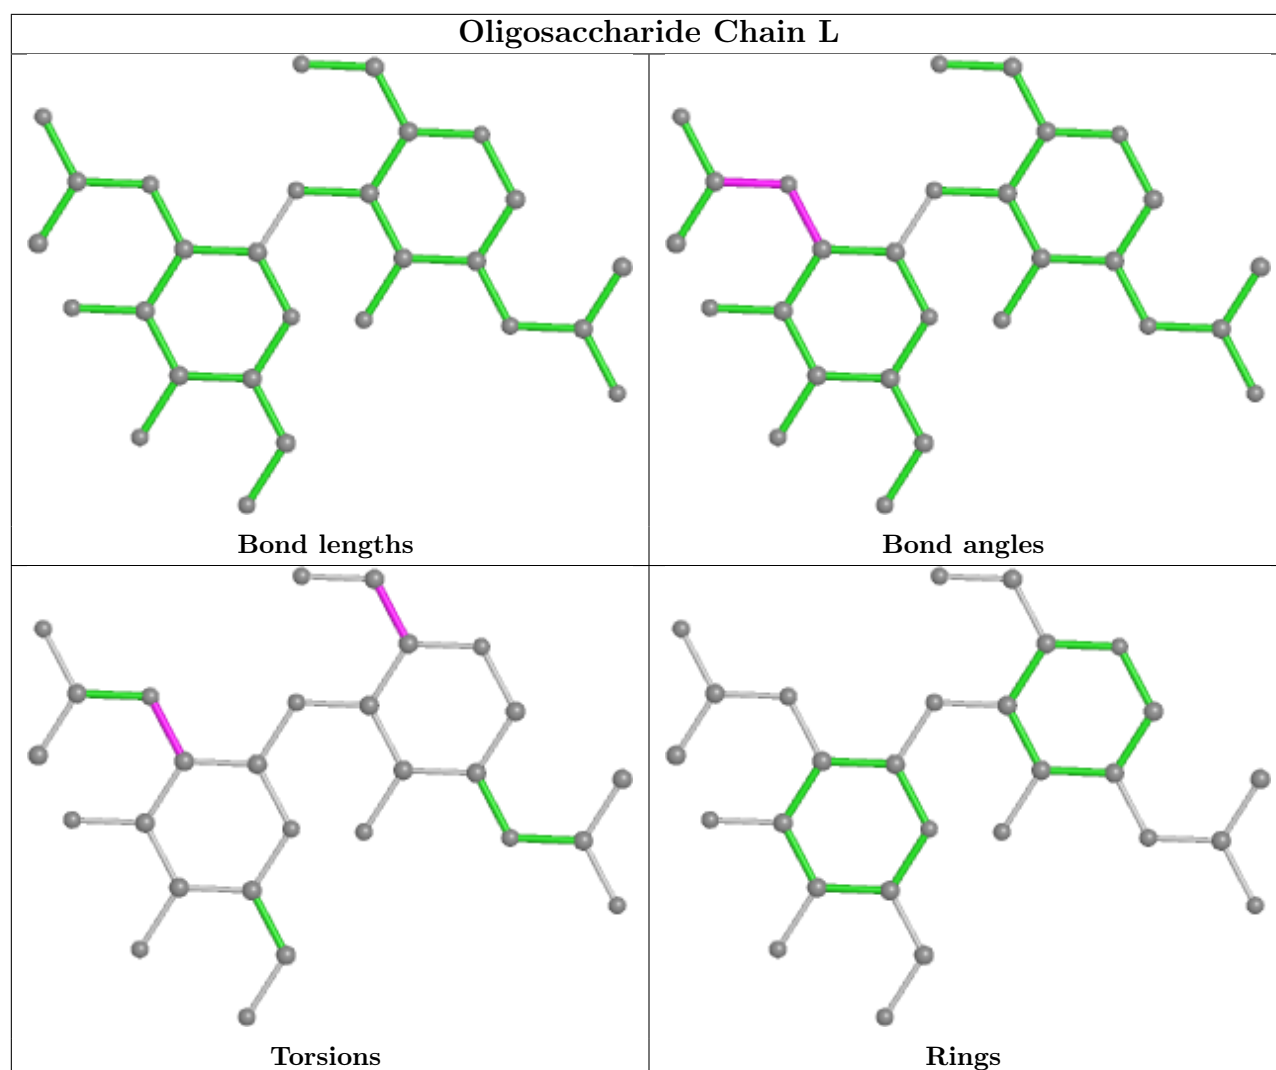 Oligosaccharide Chain L
Bond lengths
Bond angles
Torsions
Rings